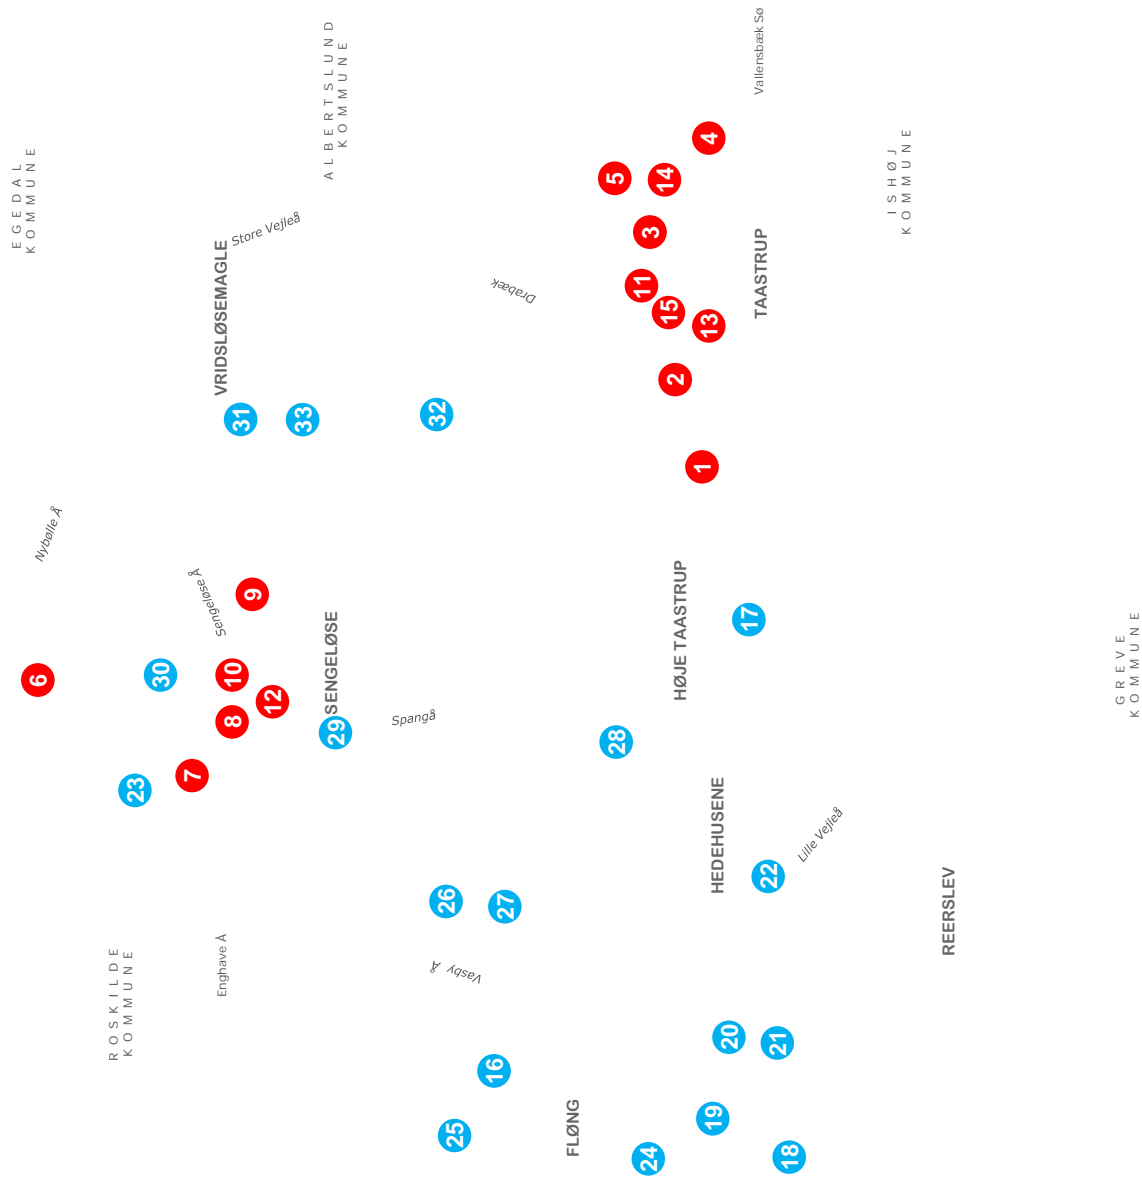 EGEDAL
KOMMUNE
ALBERTSLUND
KOMMUNE
Vallensbæk Sø
4
5
14
ISHØJ
KOMMUNE
Store Vejleå
3
VRIDSLØSEMAGLE
Drabæk
11
15
13
TAASTRUP
2
31
33
32
1
Nybølle Å
Sengeløse Å
9
17
HØJE TAASTRUP
GREVE
KOMMUNE
6
30
10
12
SENGELØSE
8
29
Spangå
28
7
23
HEDEHUSENE
Lille Vejleå
22
26
27
REERSLEV
ROSKILDE
KOMMUNE
Enghave Å
Vasby Å
20
21
16
25
FLØNG
19
24
18